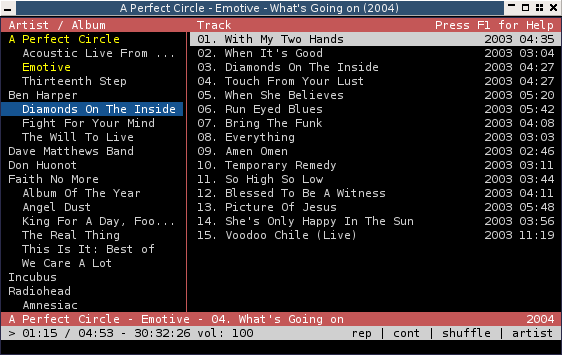 A Perfect Circle - Emotive - What's Going on (2004)
Artist / Album
A Perfect Circle
Acoustic Live From ...
Emotive
Thirteenth Step
Ben Harper
Diamonds On The Inside
Fight For Your Mind
The Will To Live
Dave Matthews Band
Don Huonot
Faith No More
Album Of The Year
Angel Dust
King For A Day, Foo...
The Real Thing
This Is It: Best of
We Care A Lot
Incubus
Radiohead
Amnesiac
Track Press F1 for Help
01. With My Two Hands 2003 04:35
02. When It's Good 2003 03:04
03. Diamonds On The Inside 2003 04:27
04. Touch From Your Lust 2003 04:27
05. When She Believes 2003 05:20
06. Run Eyed Blues 2003 05:42
07. Bring The Funk 2003 04:08
08. Everything 2003 03:03
09. Amen Omen 2003 02:46
10. Temporary Remedy 2003 03:11
11. So High So Low 2003 03:44
12. Blessed To Be A Witness 2003 04:11
13. Picture Of Jesus 2003 05:48
14. She's Only Happy In The Sun 2003 03:56
15. Voodoo Chile (Live) 2003 11:19
A Perfect Circle - Emotive - 04. What's Going on 2004
> 01:15 / 04:53 - 30:32:26 vol: 100 rep | cont | shuffle | artist